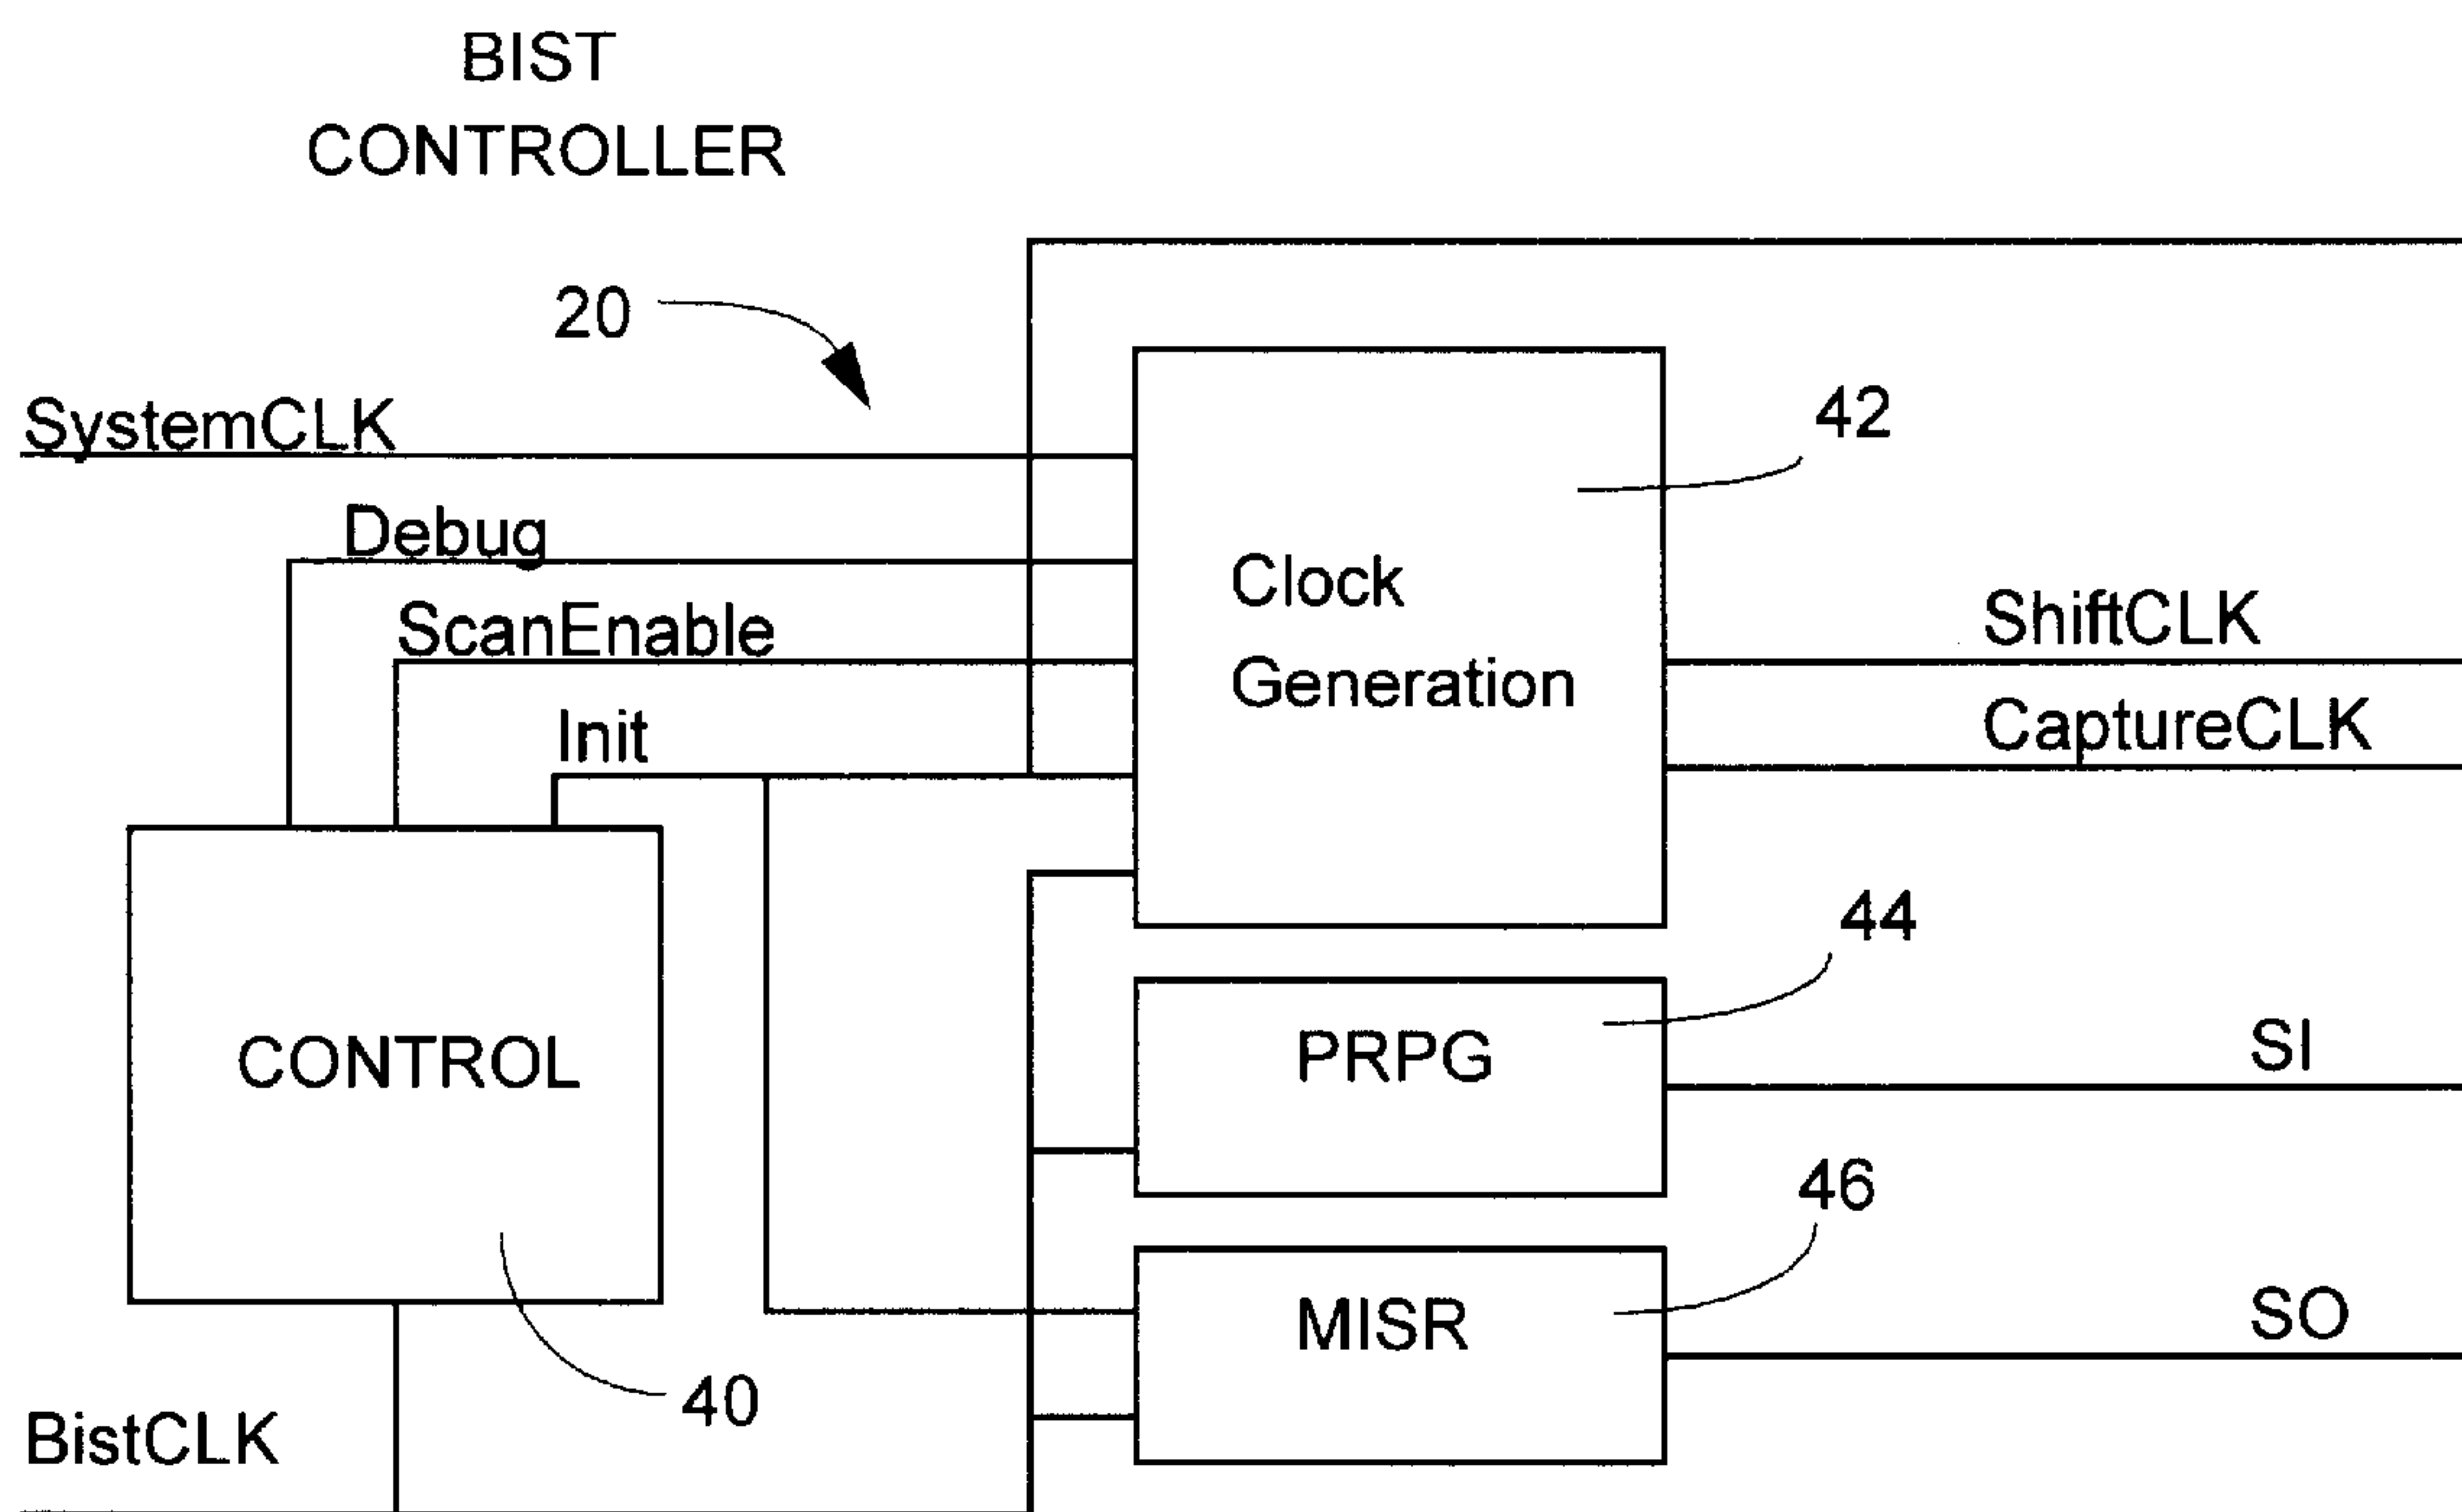 BIST
CONTROLLER
20
SystemCLK
42
Debug
Clock
Generation
ScanEnable
ShiftCLK
Init
CaptureCLK
44
CONTROL
PRPG
SI
46
MISR
SO
40
BistCLK